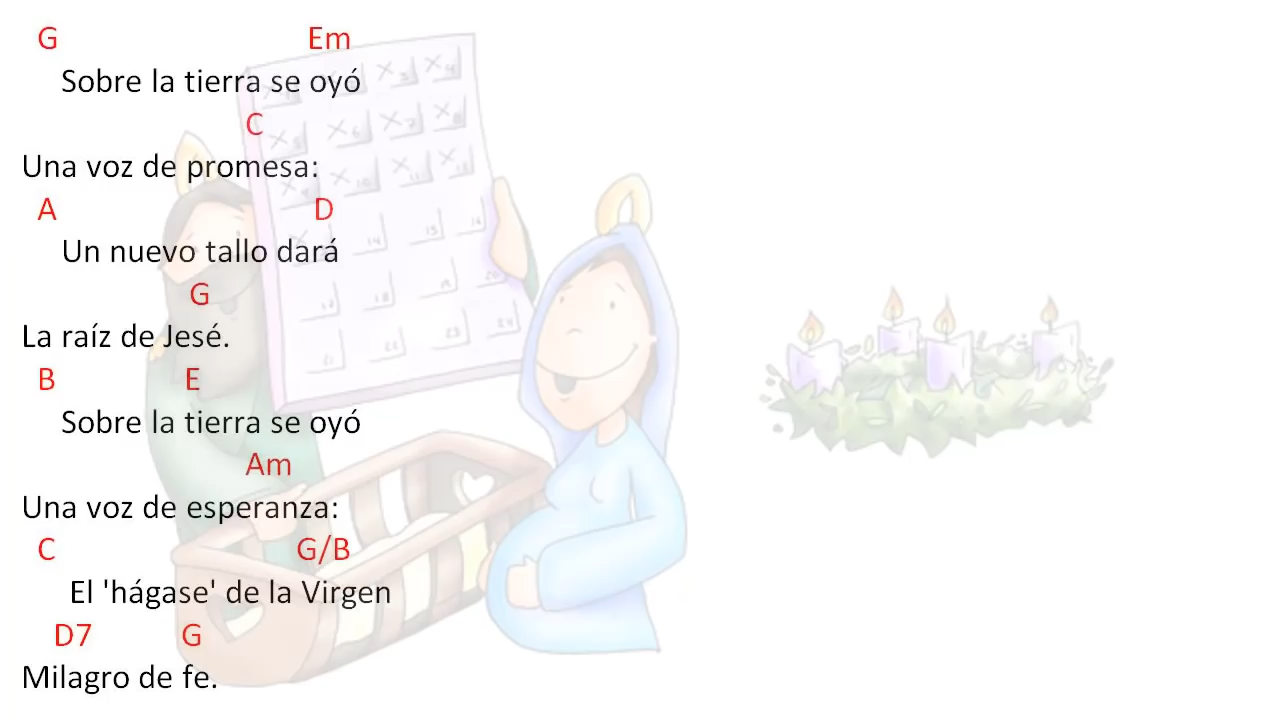 G Em
Sobre la tierra se oyó
C
Una voz de promesa:
A D
Un nuevo tallo dará
G
La raíz de Jesé.
B E
Sobre la tierra se oyó
Am
Una voz de esperanza:
C G/B
El 'hágase' de la Virgen
D7 G
Milagro de fe.